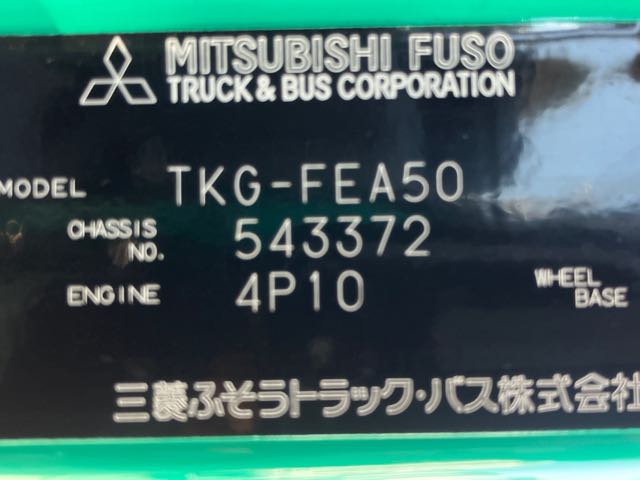 MITSUBISHI FUSO
TRUCK & BUS CORPORATION
MODEL TKG-FEA50
CHASSIS NO. 543372
ENGINE 4P10 WHEEL BASE
三菱ふそうトラック・バス株式会社